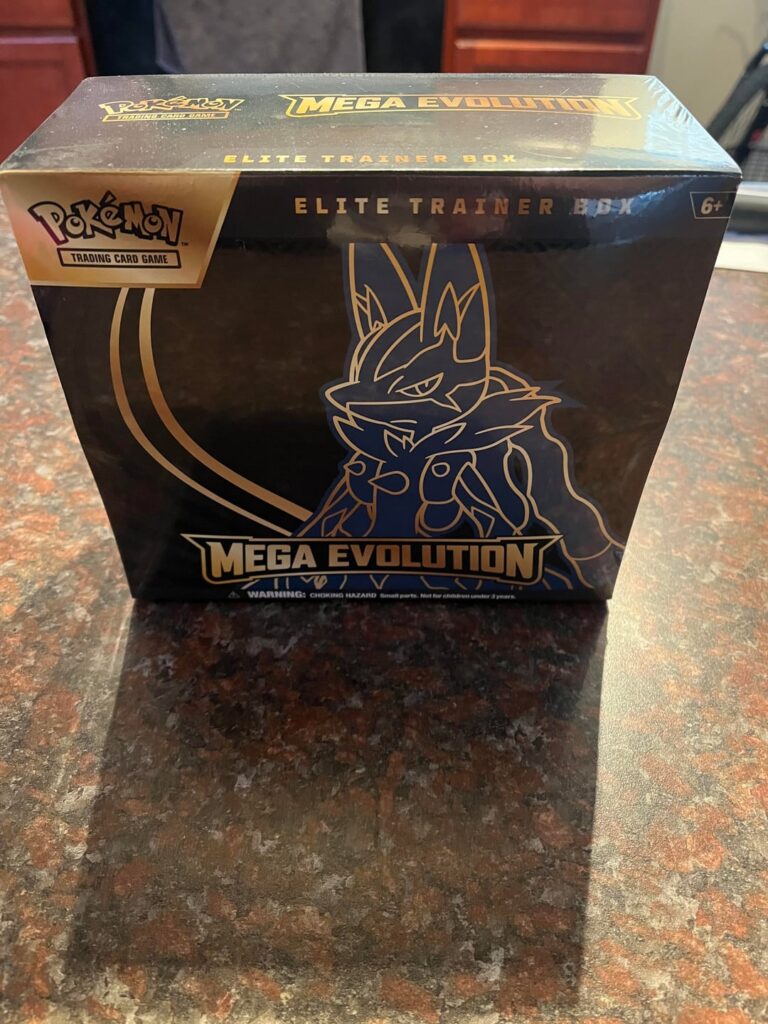 POKéMON
TRADING CARD GAME
MEGA EVOLUTION
ELITE TRAINER BOX
POKéMON™
TRADING CARD GAME
ELITE TRAINER BOX
6+
MEGA EVOLUTION
⚠ WARNING: CHOKING HAZARD Small parts. Not for children under 3 years.